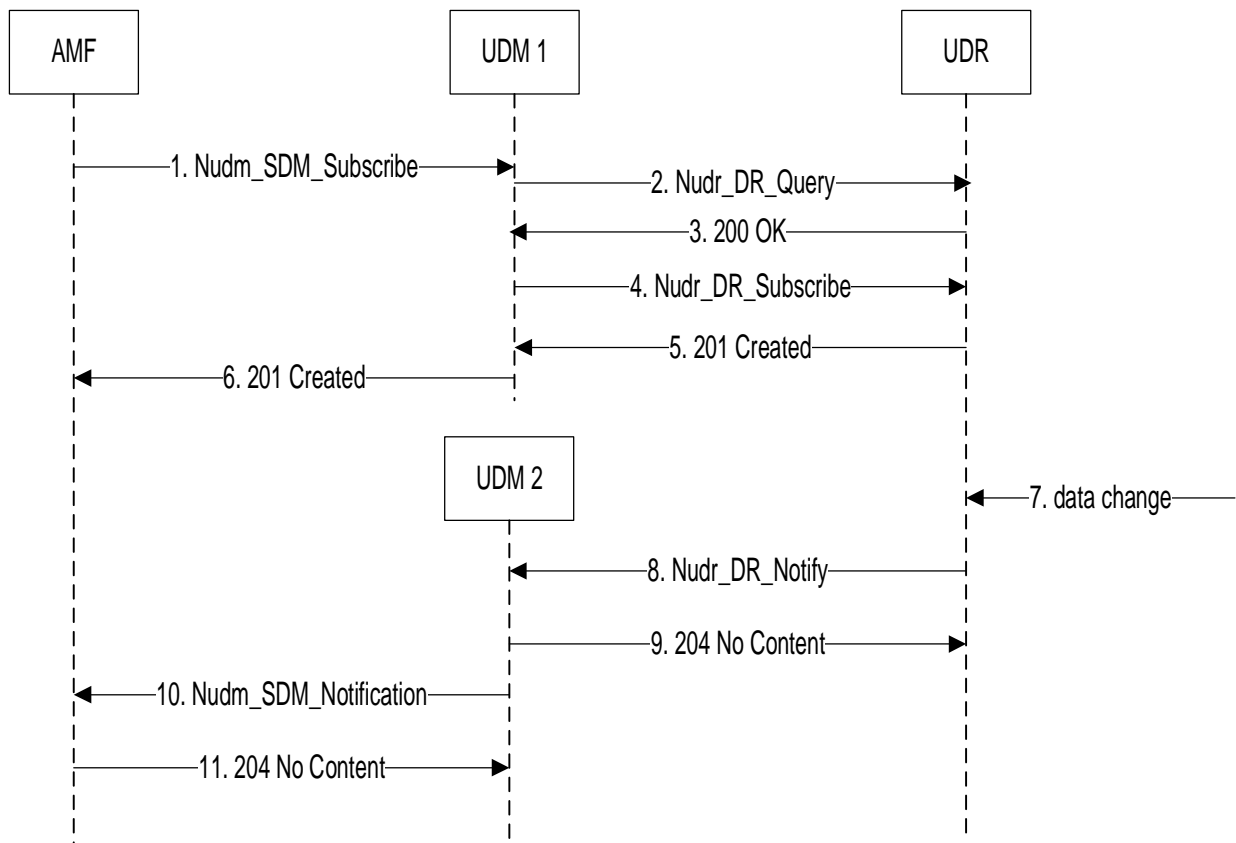 AMF
UDM 1
UDR
1. Nudm_SDM_Subscribe
2. Nudr_DR_Query
3. 200 OK
4. Nudr_DR_Subscribe
5. 201 Created
6. 201 Created
UDM 2
7. data change
8. Nudr_DR_Notify
9. 204 No Content
10. Nudm_SDM_Notification
11. 204 No Content